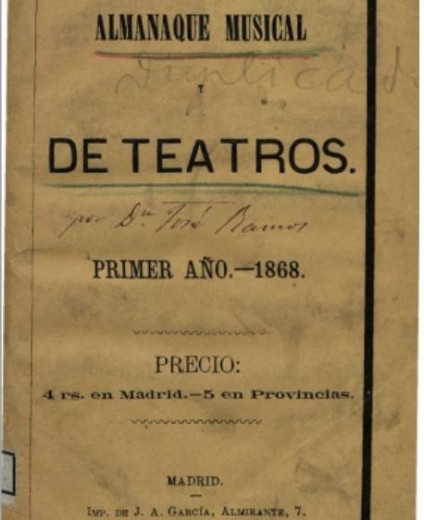 ALMANAQUE MUSICAL
Duplicado
Y
DE TEATROS.
por Dn José Ramos
PRIMER AÑO.—1868.
PRECIO:
4 rs. en Madrid.—5 en Provincias.
MADRID.
IMP. DE J. A. GARCÍA, ALMIRANTE, 7.